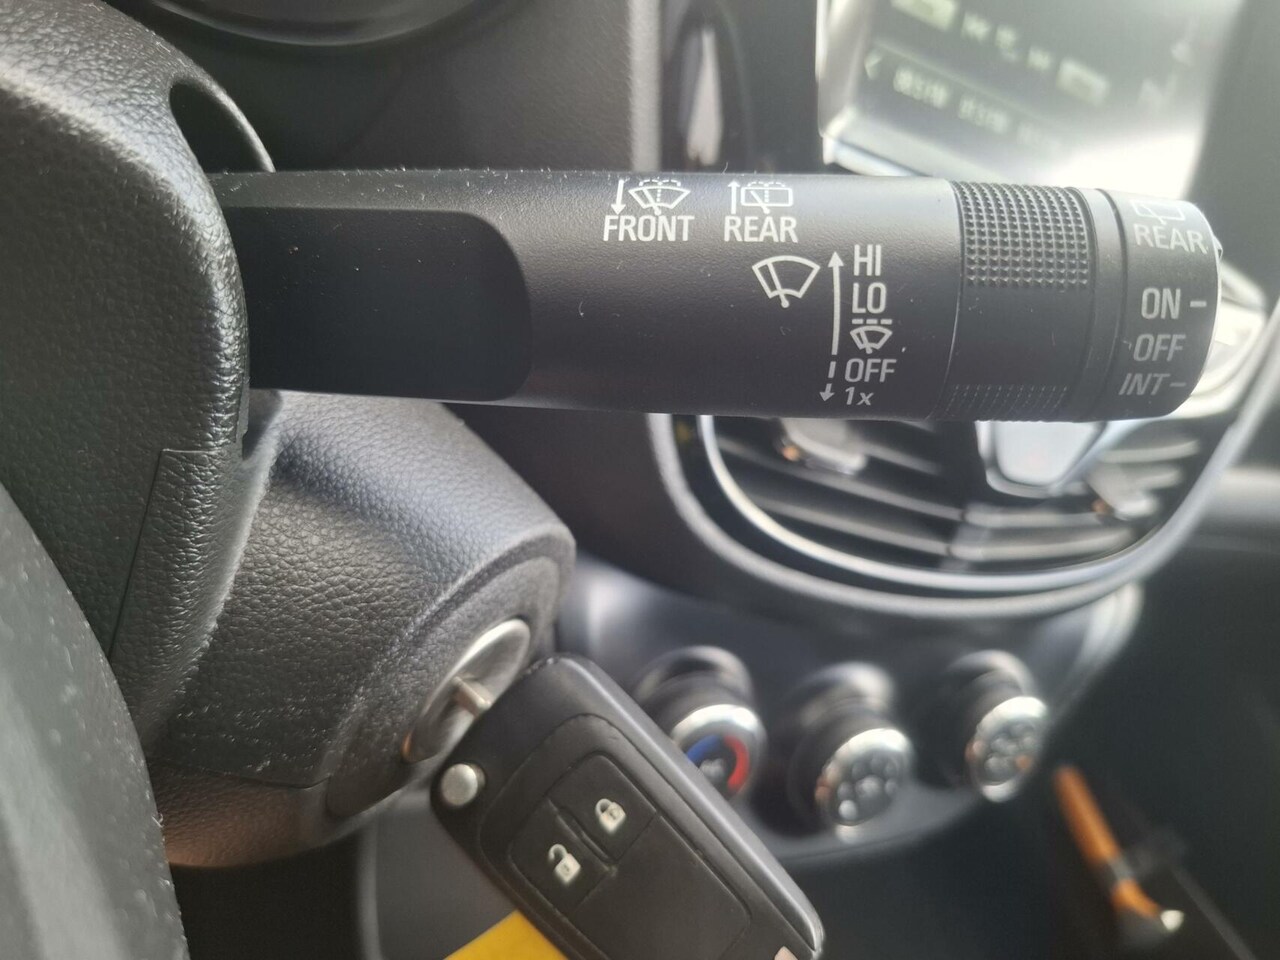 FRONT REAR
HI
LO
OFF
1x
REAR
ON
OFF
INT